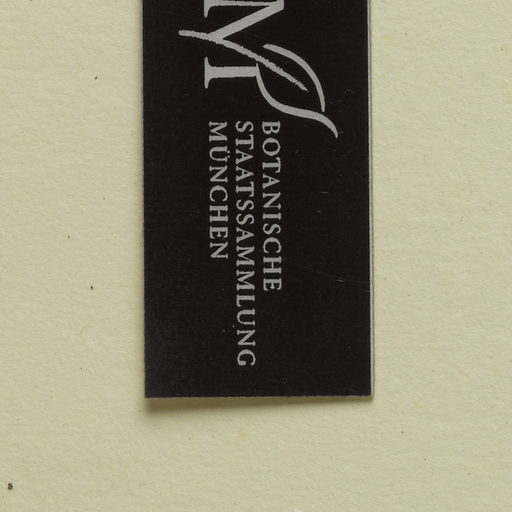 M
BOTANISCHE
STAATSSAMMLUNG
MÜNCHEN